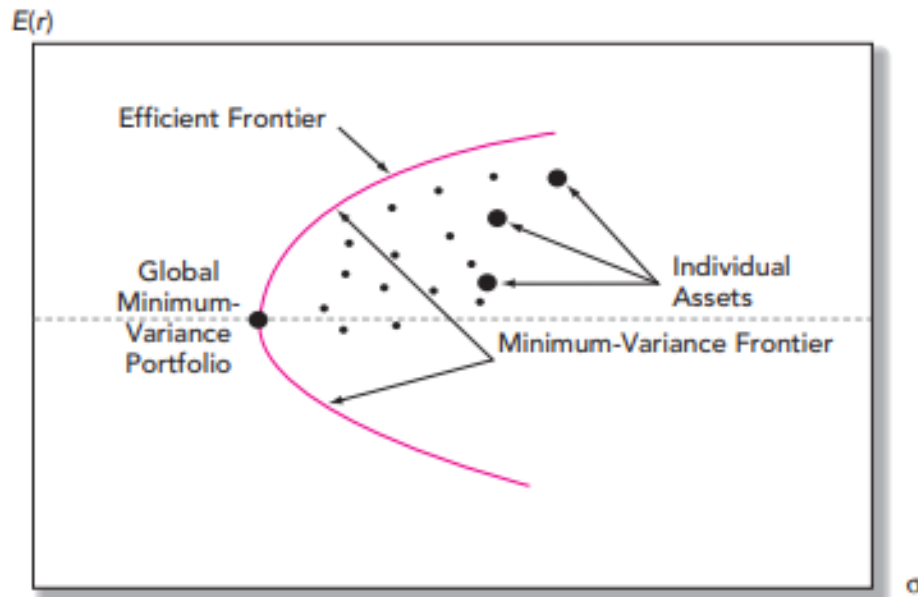 E(r)
Efficient Frontier
Global
Minimum-
Variance
Portfolio
Individual
Assets
Minimum-Variance Frontier
σ